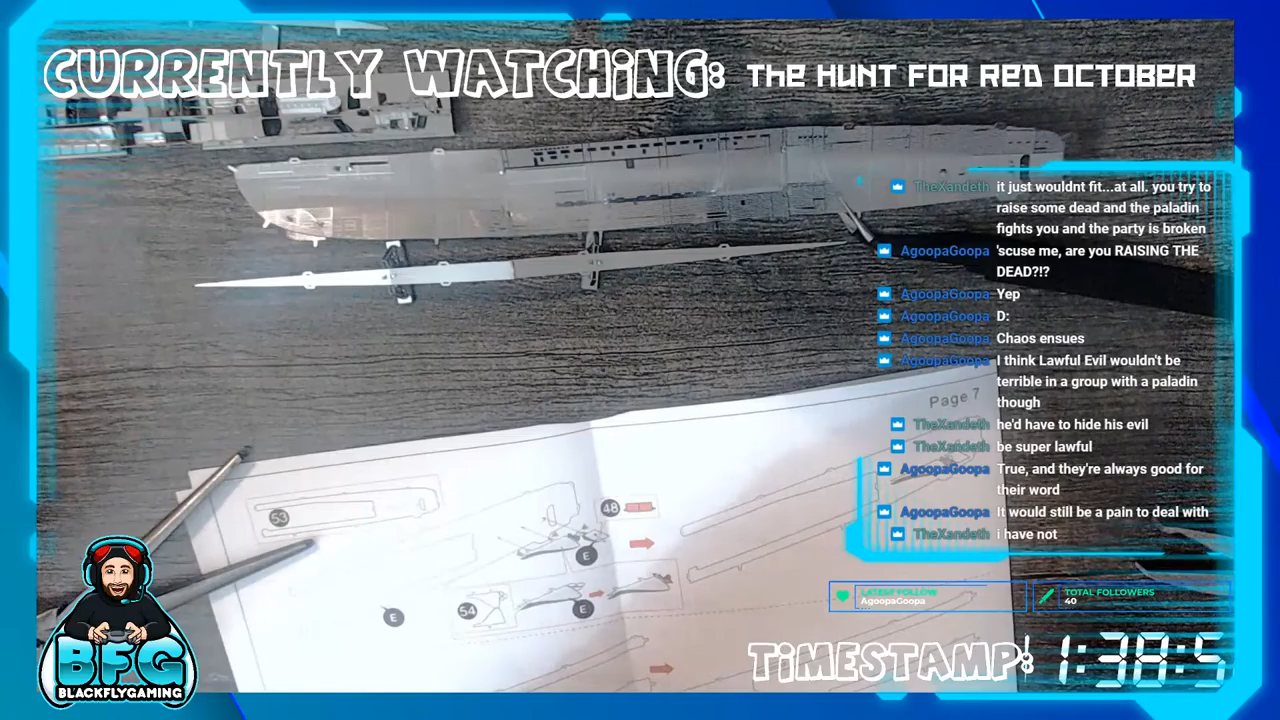 CURRENTLY WATCHING: THE HUNT FOR RED OCTOBER
TheXandeth it just wouldnt fit...at all. you try to
raise some dead and the paladin
fights you and the party is broken
AgoopaGoopa 'scuse me, are you RAISING THE
DEAD?!?
AgoopaGoopa Yep
AgoopaGoopa D:
AgoopaGoopa Chaos ensues
AgoopaGoopa I think Lawful Evil wouldn't be
terrible in a group with a paladin
though
TheXandeth he'd have to hide his evil
TheXandeth be super lawful
AgoopaGoopa True, and they're always good for
their word
AgoopaGoopa It would still be a pain to deal with
TheXandeth i have not
Page 7
53
48
E
54
E
E
LATEST FOLLOW
AgoopaGoopa
TOTAL FOLLOWERS
40
TIMESTAMP: 1:38:5
BFG
BLACKFLYGAMING